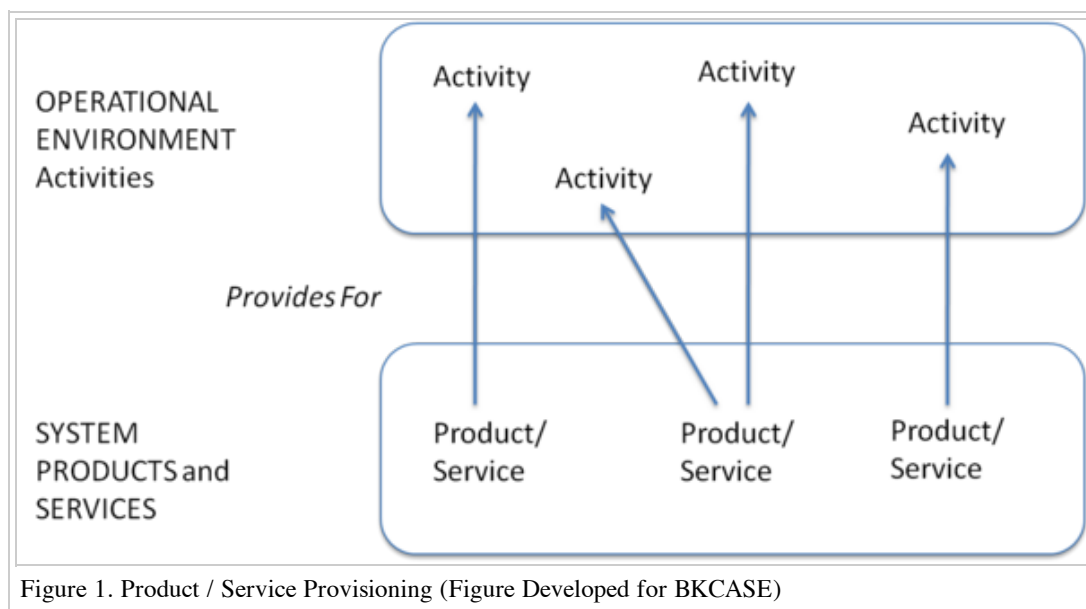 OPERATIONAL
ENVIRONMENT
Activities
Activity
Activity
Activity
Activity
Provides For
SYSTEM
PRODUCTS and
SERVICES
Product/
Service
Product/
Service
Product/
Service
Figure 1. Product / Service Provisioning (Figure Developed for BKCASE)